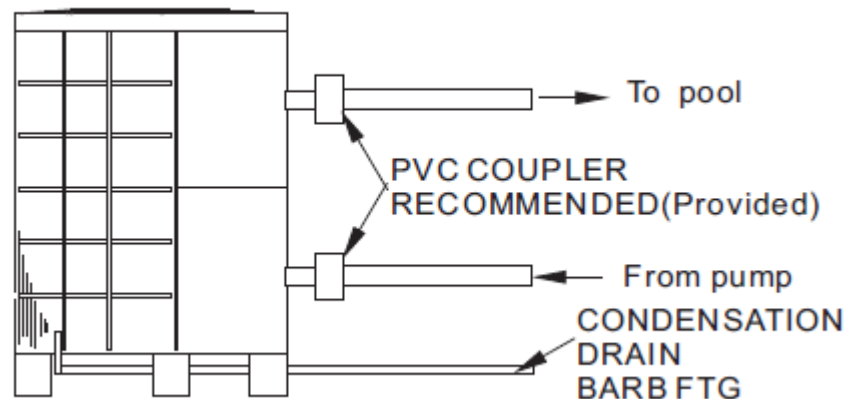 To pool
PVC COUPLER
RECOMMENDED(Provided)
From pump
CONDENSATION
DRAIN
BARB FTG